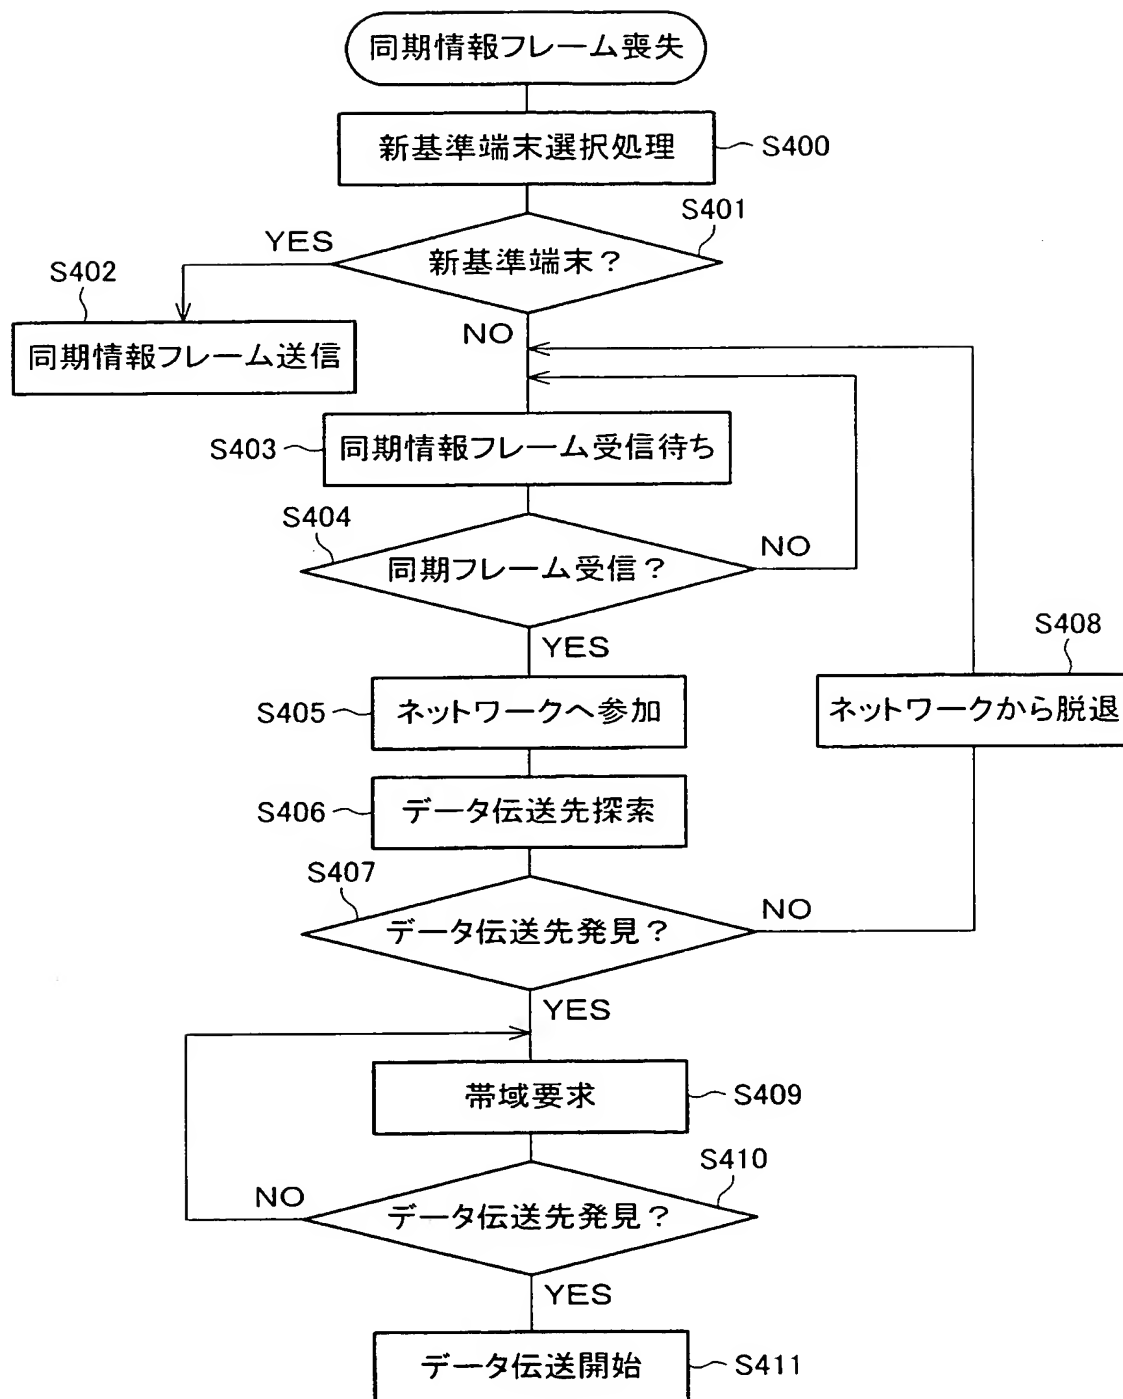 同期情報フレーム喪失
新基準端末選択処理
S400
S401
YES
新基準端末？
S402
NO
同期情報フレーム送信
S403
同期情報フレーム受信待ち
S404
NO
同期フレーム受信？
YES
S408
S405
ネットワークへ参加
ネットワークから脱退
S406
データ伝送先探索
S407
NO
データ伝送先発見？
YES
帯域要求
S409
S410
NO
データ伝送先発見？
YES
データ伝送開始
S411